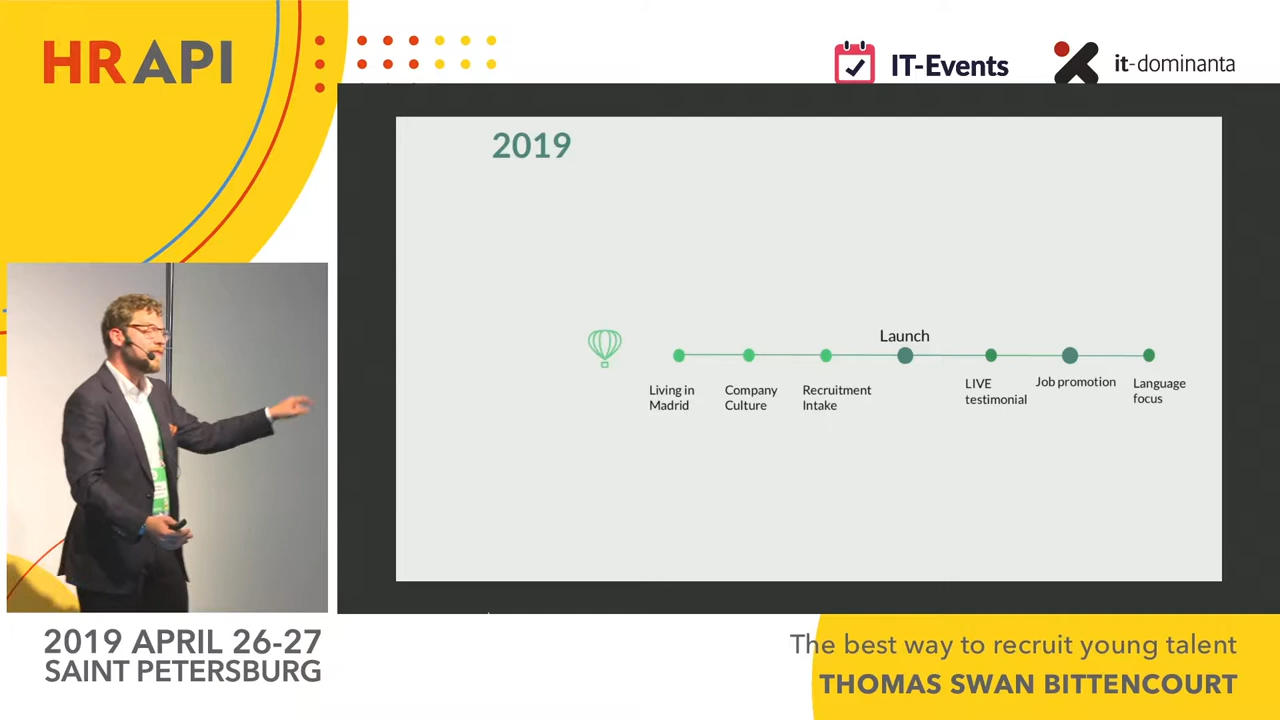 HR API
IT-Events
it-dominanta
2019
Launch
Living in
Madrid
Company
Culture
Recruitment
Intake
LIVE
testimonial
Job promotion
Language
focus
2019 APRIL 26-27
SAINT PETERSBURG
The best way to recruit young talent
THOMAS SWAN BITTENCOURT